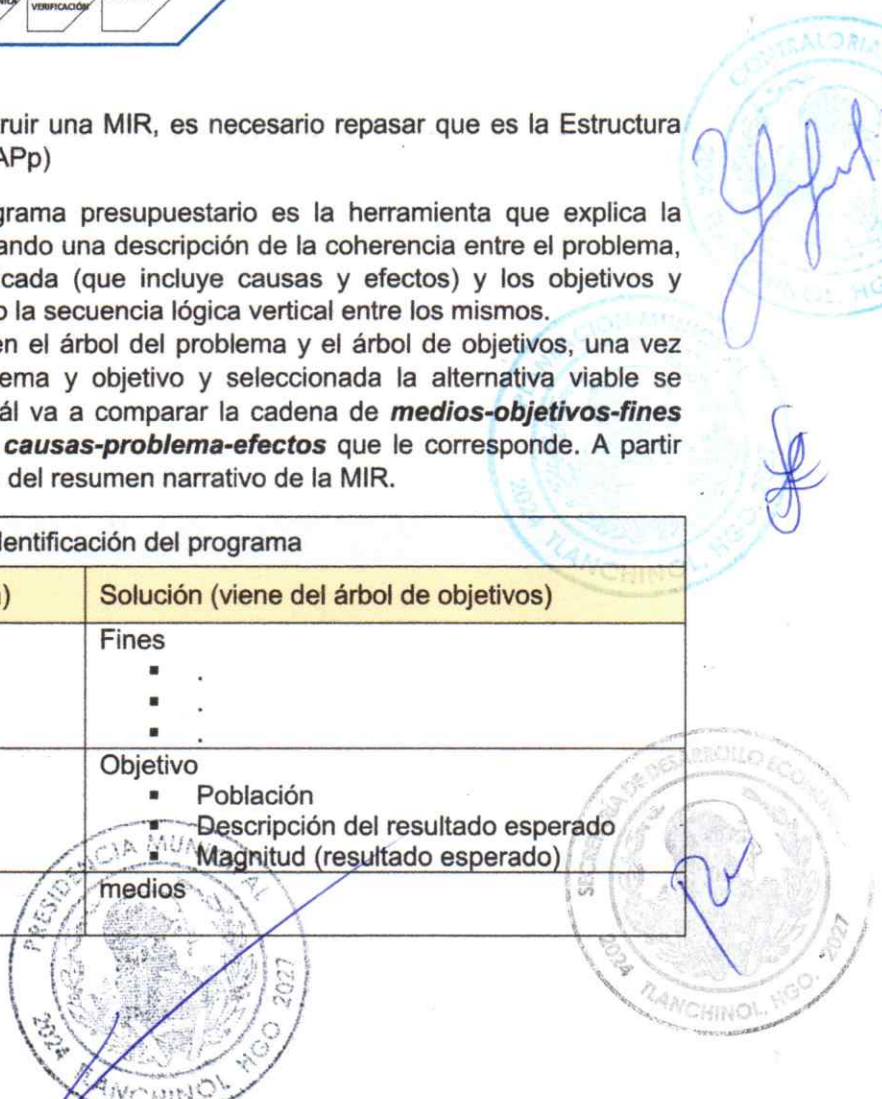 VERIFICACIÓN
ruir una MIR, es necesario repasar que es la Estructura
APp)
grama presupuestario es la herramienta que explica la
ando una descripción de la coherencia entre el problema,
cada (que incluye causas y efectos) y los objetivos y
o la secuencia lógica vertical entre los mismos.
en el árbol del problema y el árbol de objetivos, una vez
ema y objetivo y seleccionada la alternativa viable se
ál va a comparar la cadena de medios-objetivos-fines
causas-problema-efectos que le corresponde. A partir
del resumen narrativo de la MIR.
dentificación del programa
Solución (viene del árbol de objetivos)
Fines
▪ .
▪ .
▪ .
Objetivo
▪ Población
▪ Descripción del resultado esperado
▪ Magnitud (resultado esperado)
medios
CONTRALORIA
2024 TLANCHINOL, HGO.
SECRETARÍA DE DESARROLLO
2024 TLANCHINOL, HGO. 2027
PRESIDENCIA MUNICIPAL
2024 TLANCHINOL HGO 2027